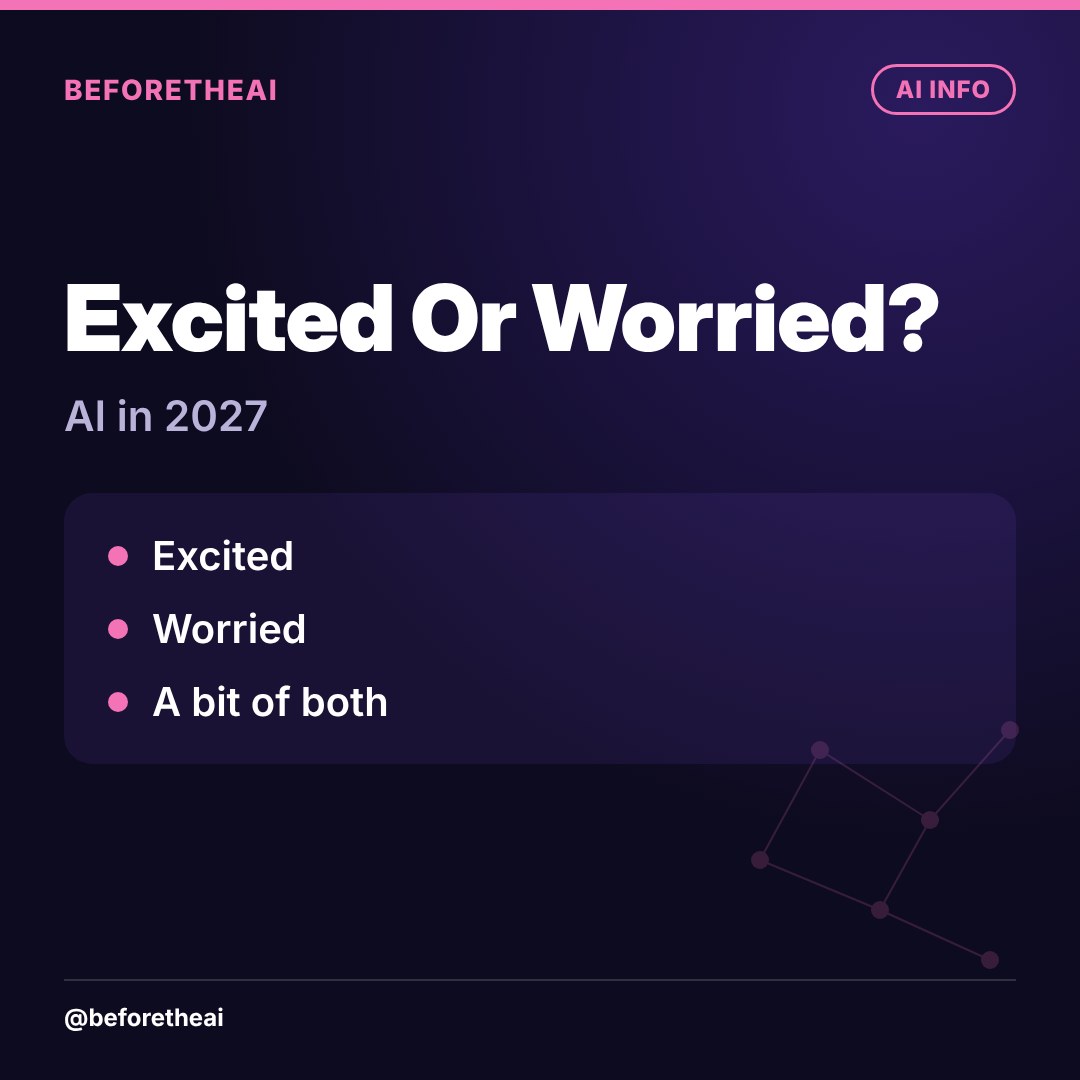 BEFORETHEAI
AI INFO
Excited Or Worried?
AI in 2027
Excited
Worried
A bit of both
@beforetheai